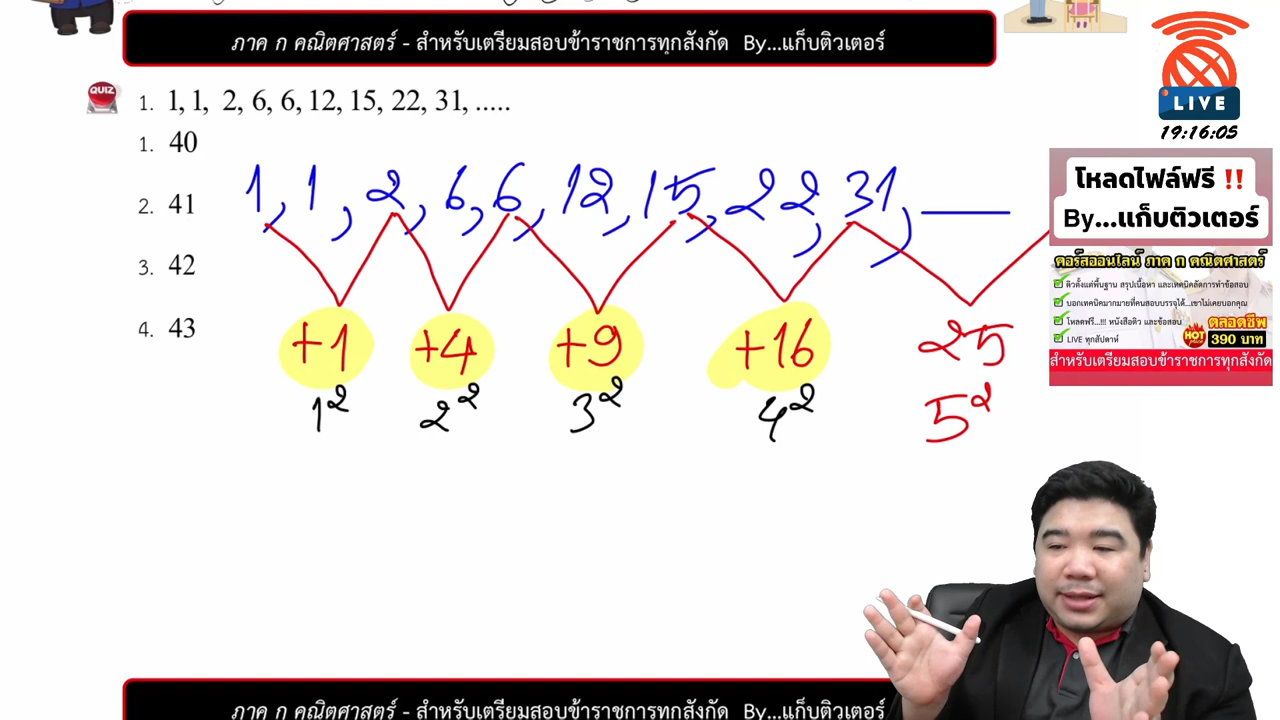 ภาค ก คณิตศาสตร์ - สำหรับเตรียมสอบข้าราชการทุกสังกัด By...แก็บติวเตอร์
LIVE
19:16:05
QUIZ
1. 1, 1, 2, 6, 6, 12, 15, 22, 31, .....
1. 40
2. 41
3. 42
4. 43
1, 1, 2, 6, 6, 12, 15, 22, 31, ___
+1 +4 +9 +16 25
1² 2² 3² 4² 5²
โหลดไฟล์ฟรี ‼️
By...แก็บติวเตอร์
คอร์สออนไลน์ ภาค ก คณิตศาสตร์
ติวตั้งแต่พื้นฐาน สรุปเนื้อหา และเทคนิคลัดการทำข้อสอบ
บอกเทคนิคมากมายที่คนสอบบรรจุได้...เขาไม่เคยบอกคุณ
โหลดฟรี...!!! หนังสือติว และข้อสอบ
LIVE ทุกสัปดาห์
HOT
ตลอดชีพ
390 บาท
สำหรับเตรียมสอบข้าราชการทุกสังกัด
ภาค ก คณิตศาสตร์ - สำหรับเตรียมสอบข้าราชการทุกสังกัด By...แก็บติวเตอร์